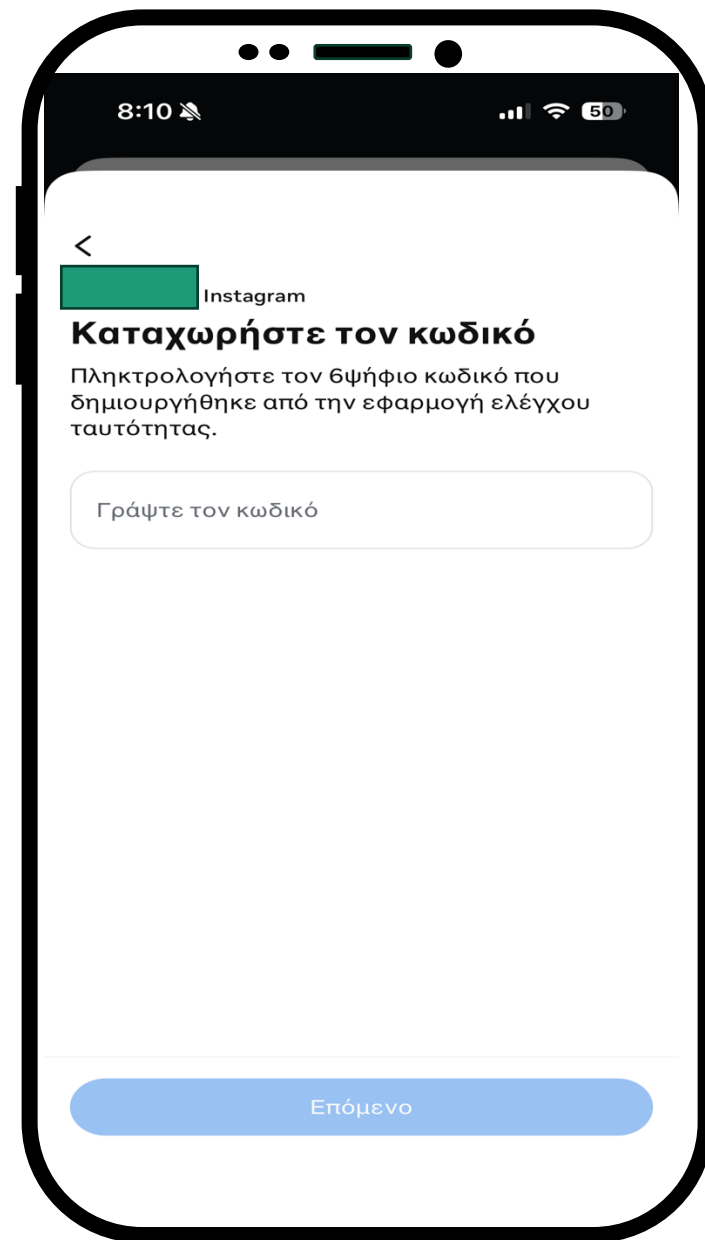 8:10
50
Instagram
Καταχωρήστε τον κωδικό
Πληκτρολογήστε τον 6ψήφιο κωδικό που
δημιουργήθηκε από την εφαρμογή ελέγχου
ταυτότητας.
Γράψτε τον κωδικό
Επόμενο